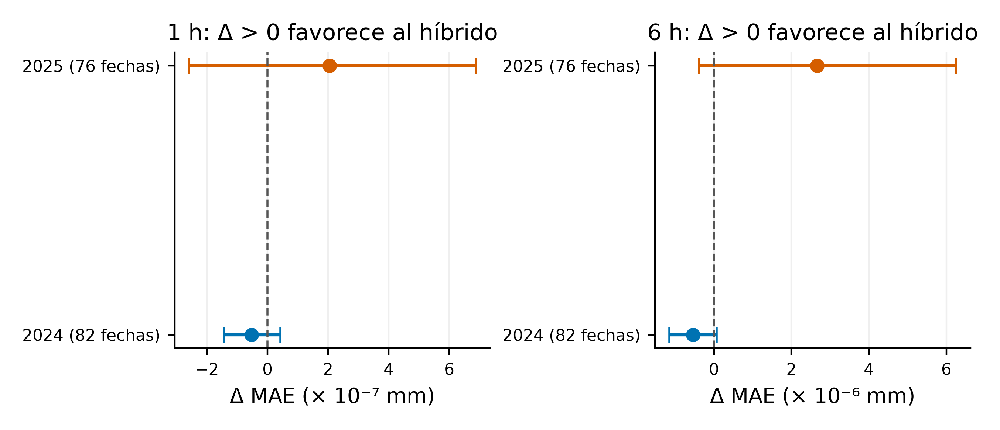 1 h: Δ > 0 favorece al híbrido
2025 (76 fechas)
2024 (82 fechas)
−2 0 2 4 6
Δ MAE (× 10⁻⁷ mm)
6 h: Δ > 0 favorece al híbrido
2025 (76 fechas)
2024 (82 fechas)
0 2 4 6
Δ MAE (× 10⁻⁶ mm)